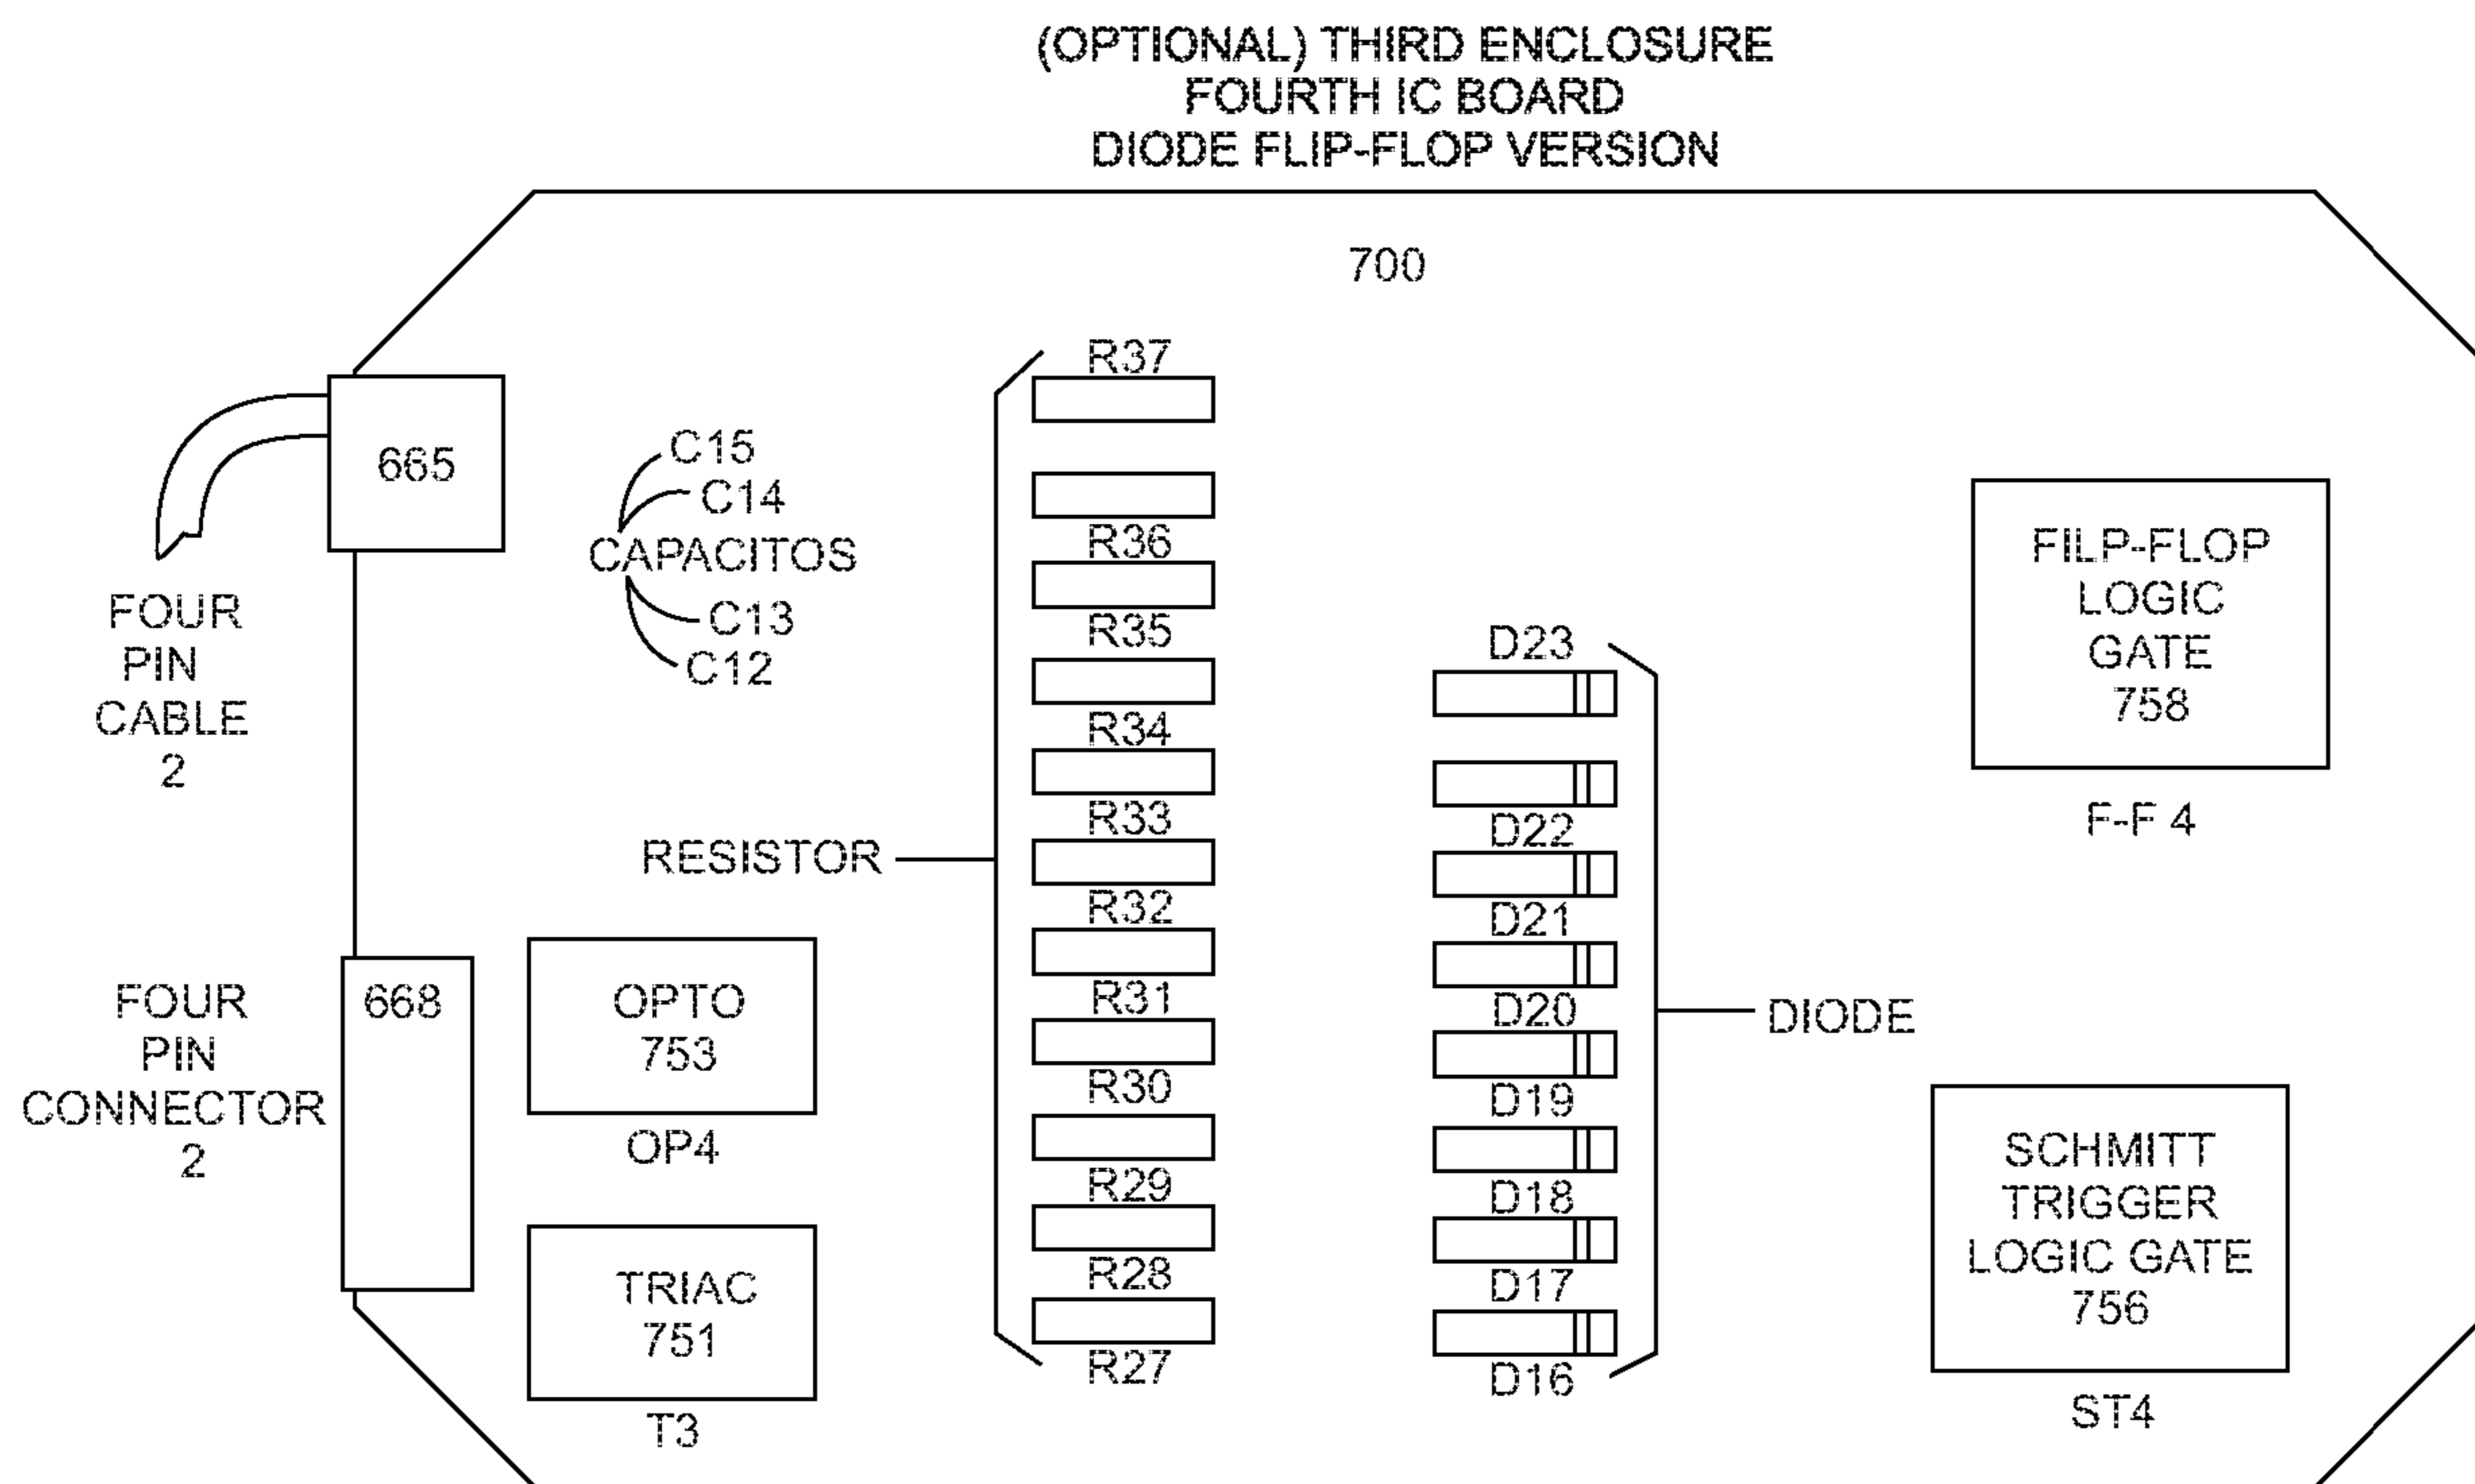 (OPTIONAL) THIRD ENCLOSURE
FOURTH IC BOARD
DIODE FLIP-FLOP VERSION
700
665
FOUR
PIN
CABLE
2
C15
C14
CAPACITOS
C13
C12
RESISTOR
R37
R36
R35
R34
R33
R32
R31
R30
R29
R28
R27
D23
D22
D21
D20
D19
D18
D17
D16
DIODE
FILP-FLOP
LOGIC
GATE
758
F-F 4
FOUR
PIN
CONNECTOR
2
668
OPTO
753
OP4
TRIAC
751
T3
SCHMITT
TRIGGER
LOGIC GATE
756
ST4